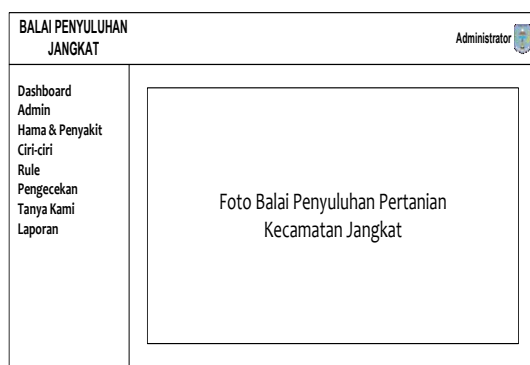 BALAI PENYULUHAN
JANGKAT
Administrator
Dashboard
Admin
Hama & Penyakit
Ciri-ciri
Rule
Pengecekan
Tanya Kami
Laporan
Foto Balai Penyuluhan Pertanian
Kecamatan Jangkat